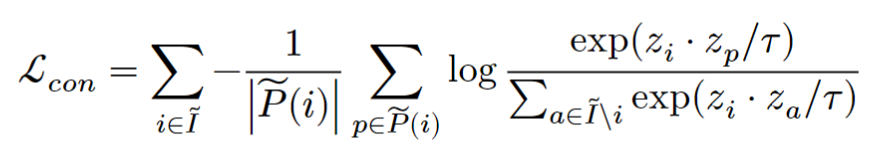 $\mathcal{L}_{con} = \sum_{i \in \tilde{I}} -\frac{1}{|\widetilde{P}(i)|} \sum_{p \in \widetilde{P}(i)} \log \frac{\exp(z_i \cdot z_p / \tau)}{\sum_{a \in \tilde{I} \setminus i} \exp(z_i \cdot z_a / \tau)}$